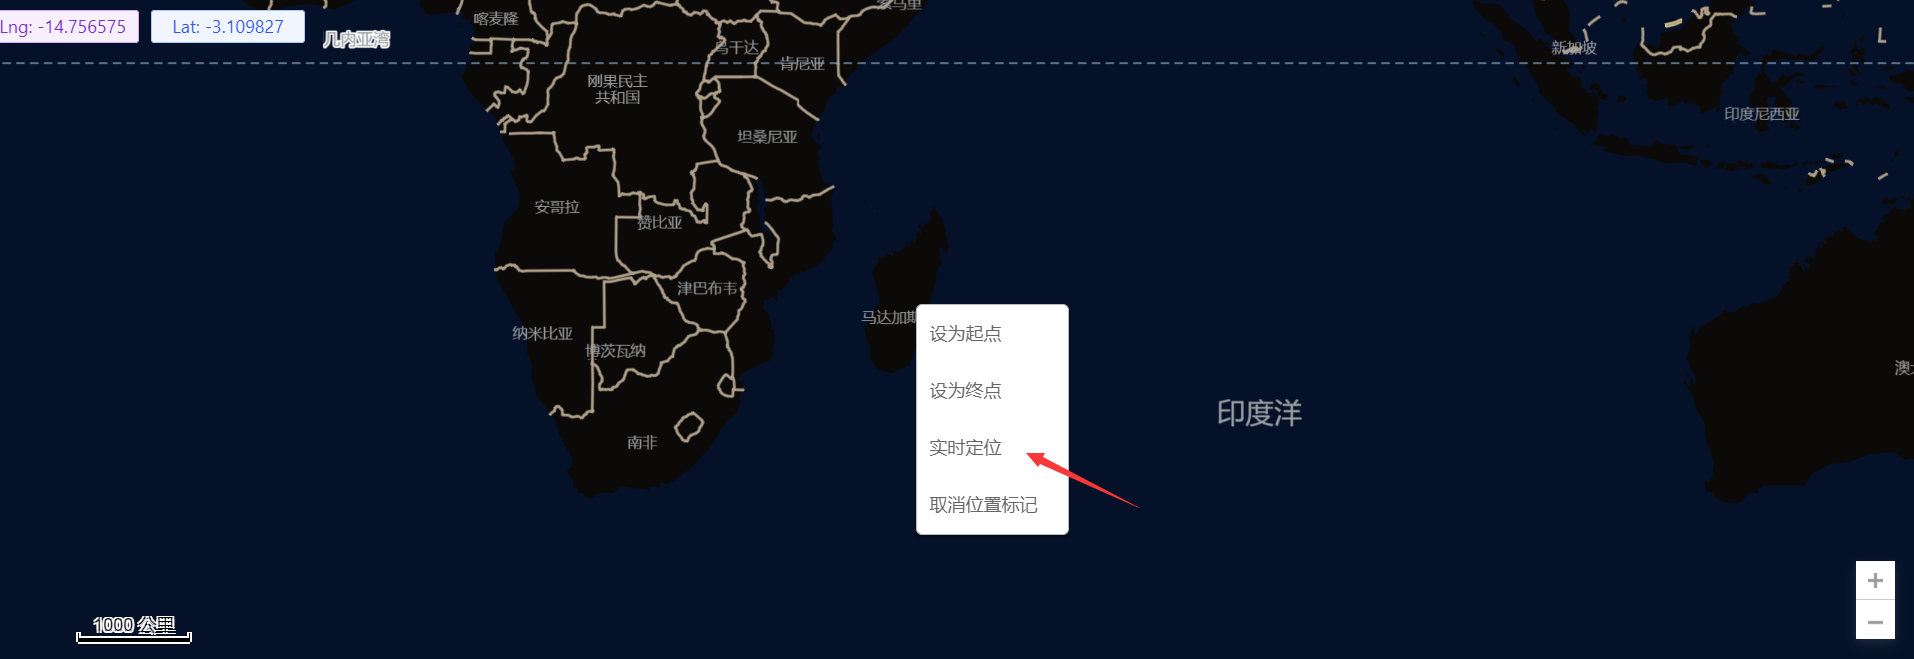 Lng: -14.756575
Lat: -3.109827
几内亚湾
喀麦隆
乌干达
肯尼亚
新加坡
刚果民主
共和国
坦桑尼亚
印度尼西亚
安哥拉
赞比亚
津巴布韦
马达加斯
纳米比亚
博茨瓦纳
南非
印度洋
设为起点
设为终点
实时定位
取消位置标记
1000 公里
+
−